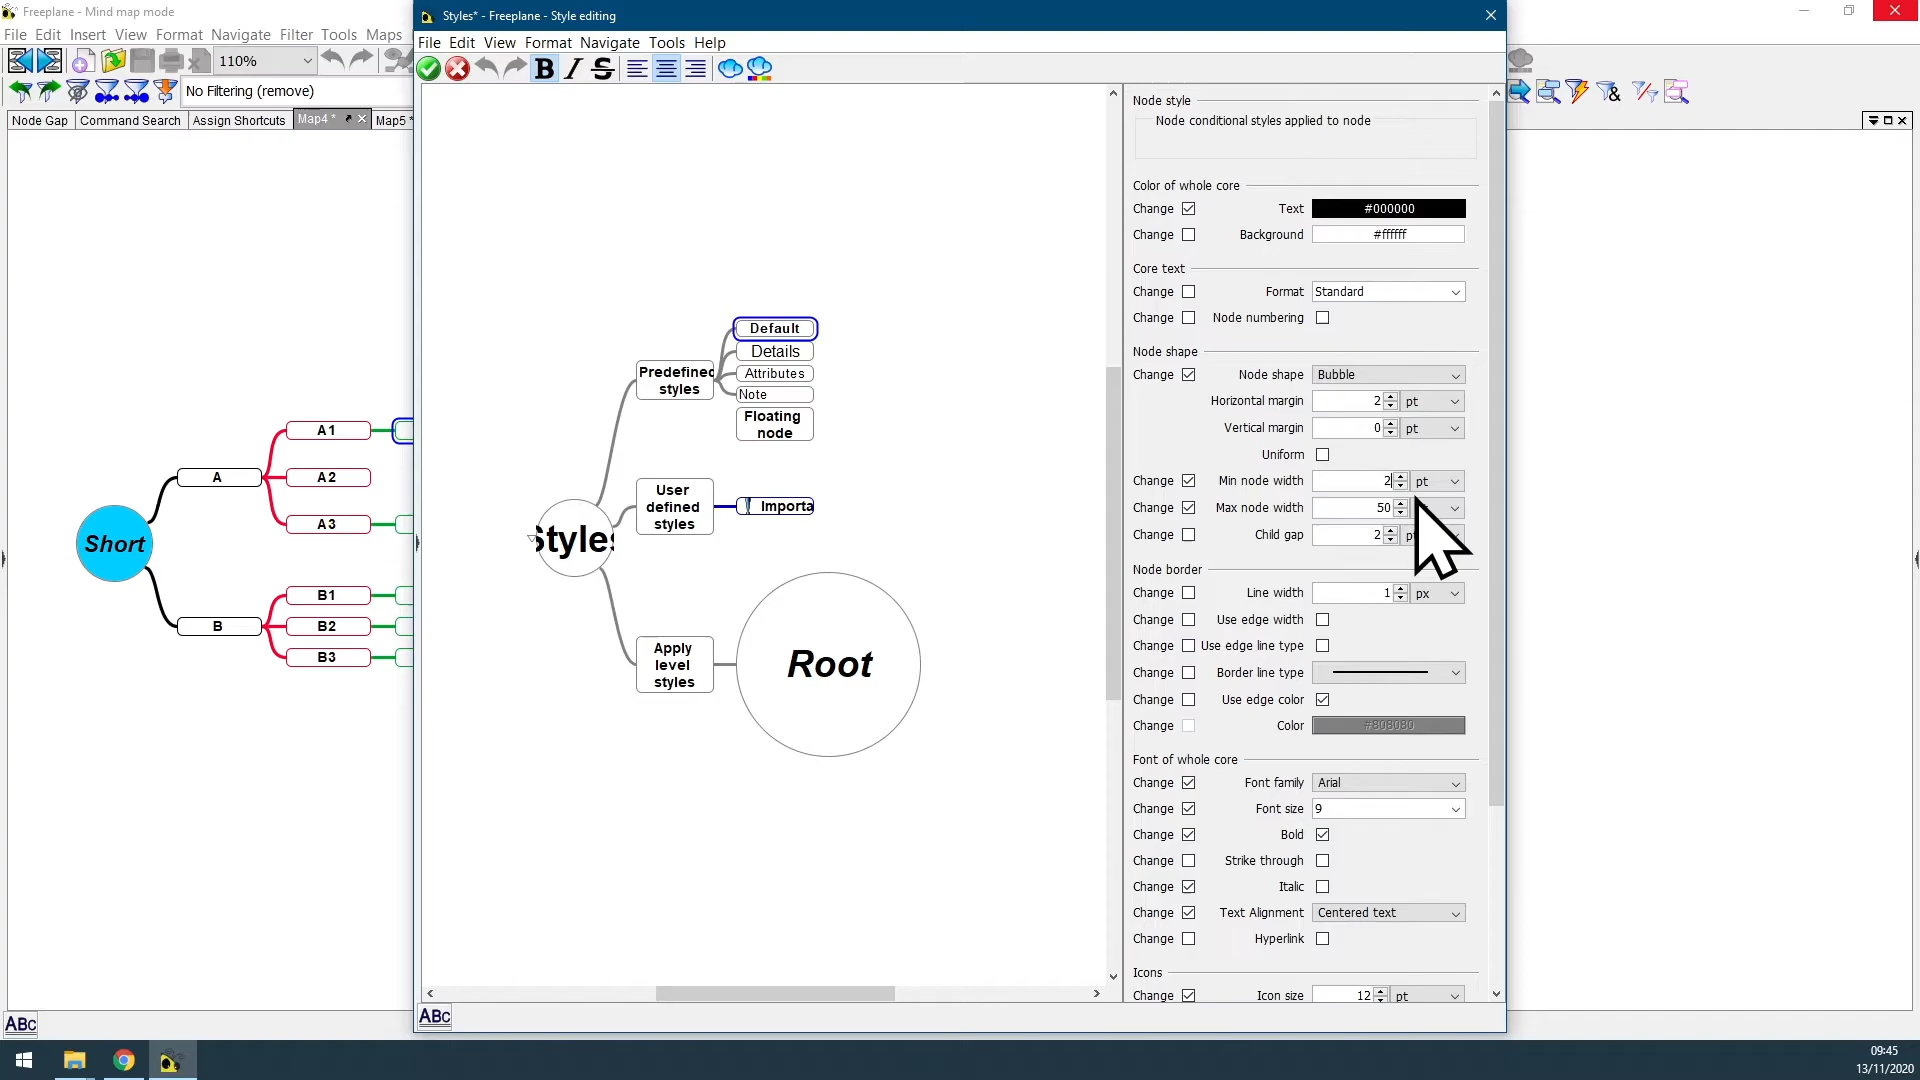 Freeplane - Mind map mode
File Edit Insert View Format Navigate Filter Tools Maps
110%
No Filtering (remove)
Node Gap
Command Search
Assign Shortcuts
Map4 *
Map5 *
Short
A
A1
A2
A3
B
B1
B2
B3
ABC
Styles* - Freeplane - Style editing
File Edit View Format Navigate Tools Help
B I S
Predefined
styles
Default
Details
Attributes
Note
Floating
node
Styles
User
defined
styles
Importa
Apply
level
styles
Root
ABC
Node style
Node conditional styles applied to node
Color of whole core
Change Text #000000
Change Background #ffffff
Core text
Change Format Standard
Change Node numbering
Node shape
Change Node shape Bubble
Horizontal margin 2 pt
Vertical margin 0 pt
Uniform
Change Min node width 2 pt
Change Max node width 50
Change Child gap 2
Node border
Change Line width 1 px
Change Use edge width
Change Use edge line type
Change Border line type
Change Use edge color
Change Color #808080
Font of whole core
Change Font family Arial
Change Font size 9
Change Bold
Change Strike through
Change Italic
Change Text Alignment Centered text
Change Hyperlink
Icons
Change Icon size 12 pt
&
09:45
13/11/2020